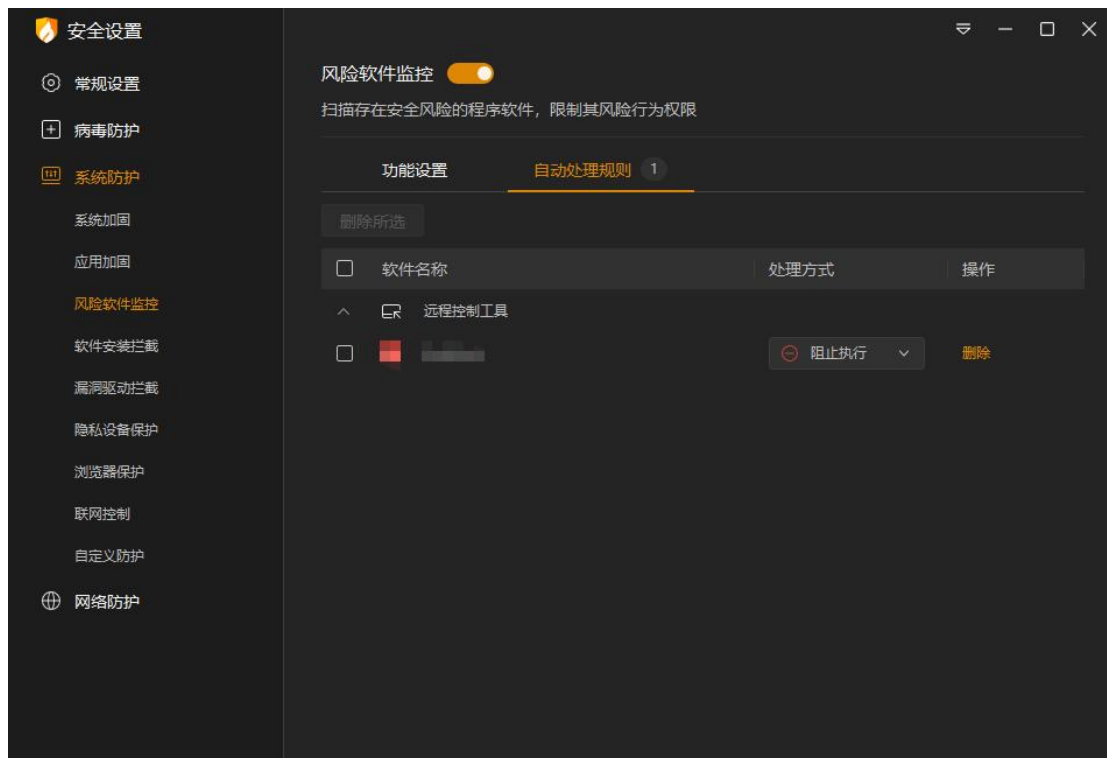 安全设置
常规设置
病毒防护
系统防护
系统加固
应用加固
风险软件监控
软件安装拦截
漏洞驱动拦截
隐私设备保护
浏览器保护
联网控制
自定义防护
网络防护
风险软件监控
扫描存在安全风险的程序软件，限制其风险行为权限
功能设置 自动处理规则 1
删除所选
软件名称 处理方式 操作
远程控制工具
阻止执行 删除